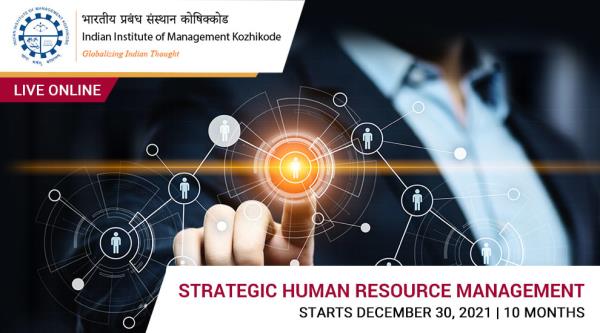 भारतीय प्रबंध संस्थान कोषिक्कोड
Indian Institute of Management Kozhikode
Globalizing Indian Thought
LIVE ONLINE
STRATEGIC HUMAN RESOURCE MANAGEMENT
STARTS DECEMBER 30, 2021 | 10 MONTHS